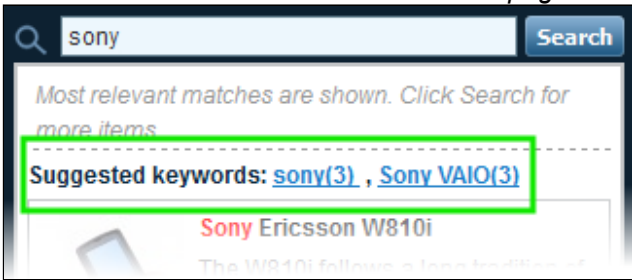 sony
Search
Most relevant matches are shown. Click Search for
more items
Suggested keywords: sony(3) , Sony VAIO(3)
Sony Ericsson W810i
The W810i follows a long tradition of